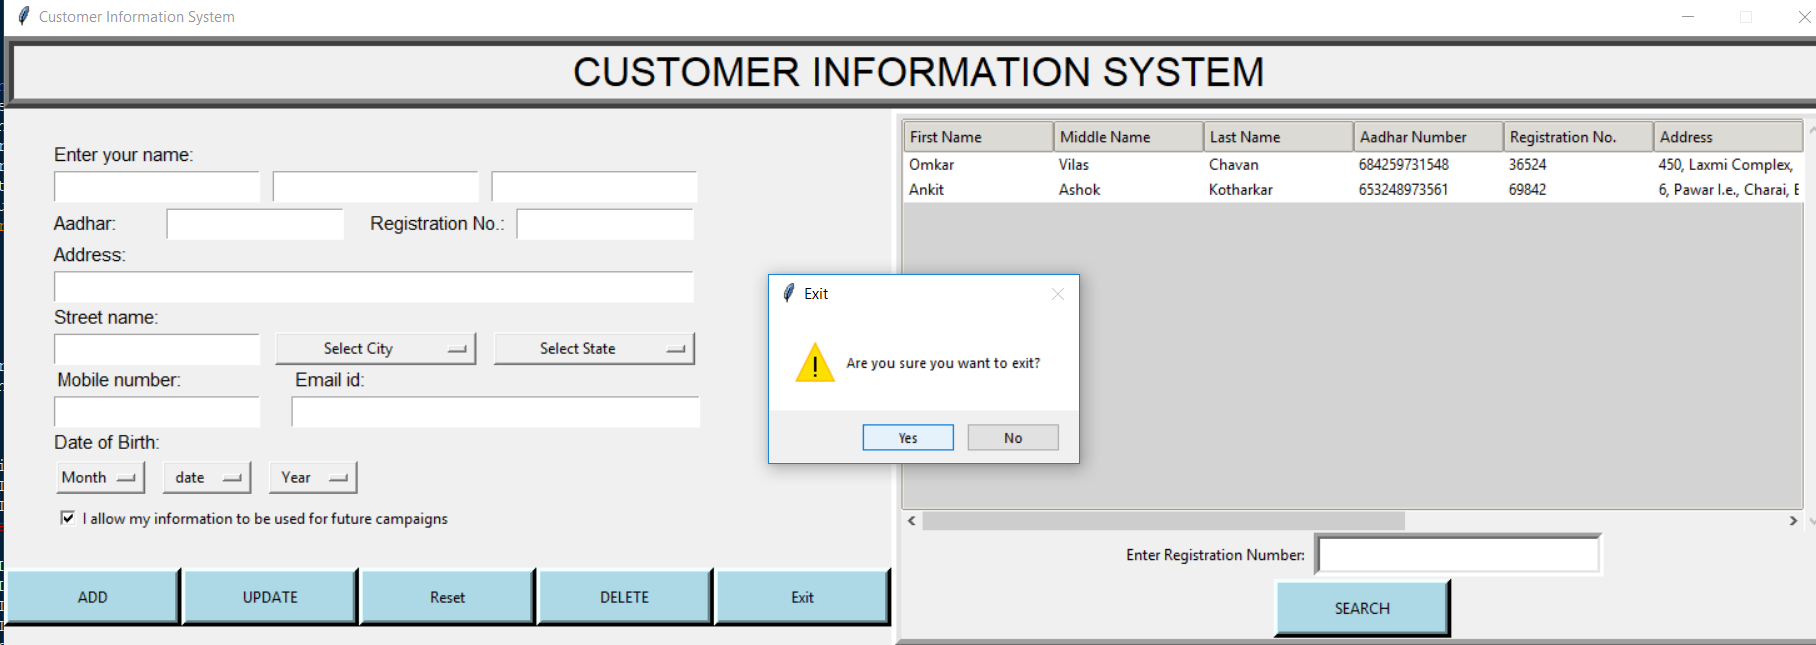 Customer Information System
CUSTOMER INFORMATION SYSTEM
Enter your name:
Aadhar:
Registration No.:
Address:
Street name:
Select City
Select State
Mobile number:
Email id:
Date of Birth:
Month
date
Year
I allow my information to be used for future campaigns
ADD
UPDATE
Reset
DELETE
Exit
First Name Middle Name Last Name Aadhar Number Registration No. Address
Omkar Vilas Chavan 684259731548 36524 450, Laxmi Complex,
Ankit Ashok Kotharkar 653248973561 69842 6, Pawar I.e., Charai,
Enter Registration Number:
SEARCH
Exit
Are you sure you want to exit?
Yes
No